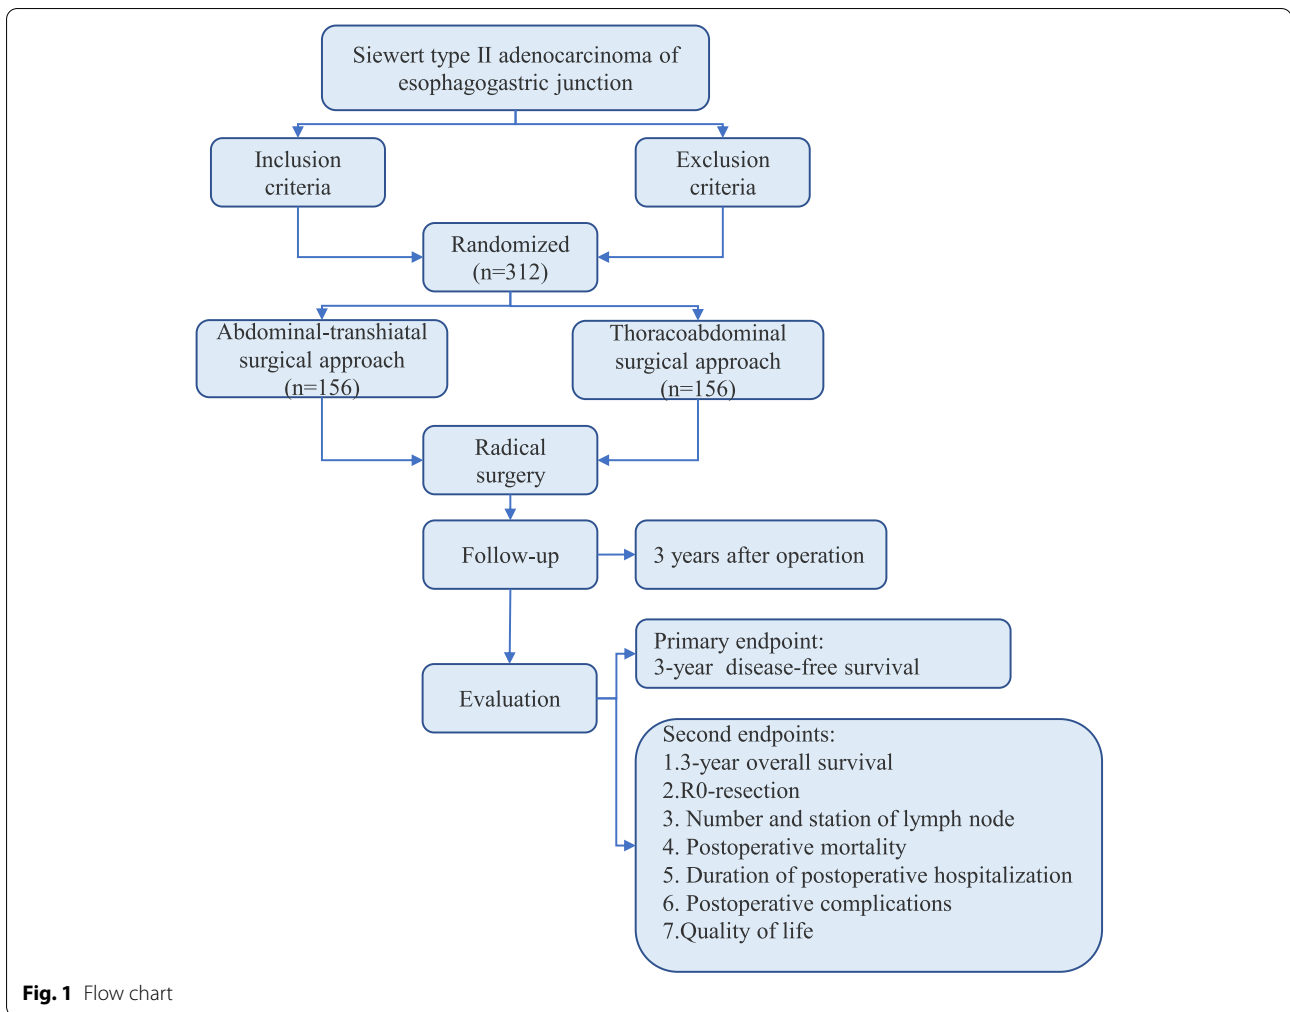 Siewert type II adenocarcinoma of
esophagogastric junction
Inclusion
criteria
Exclusion
criteria
Randomized
(n=312)
Abdominal-transhiatal
surgical approach
(n=156)
Thoracoabdominal
surgical approach
(n=156)
Radical
surgery
Follow-up
3 years after operation
Primary endpoint:
3-year disease-free survival
Evaluation
Second endpoints:
1.3-year overall survival
2.R0-resection
3. Number and station of lymph node
4. Postoperative mortality
5. Duration of postoperative hospitalization
6. Postoperative complications
7.Quality of life
Fig. 1 Flow chart